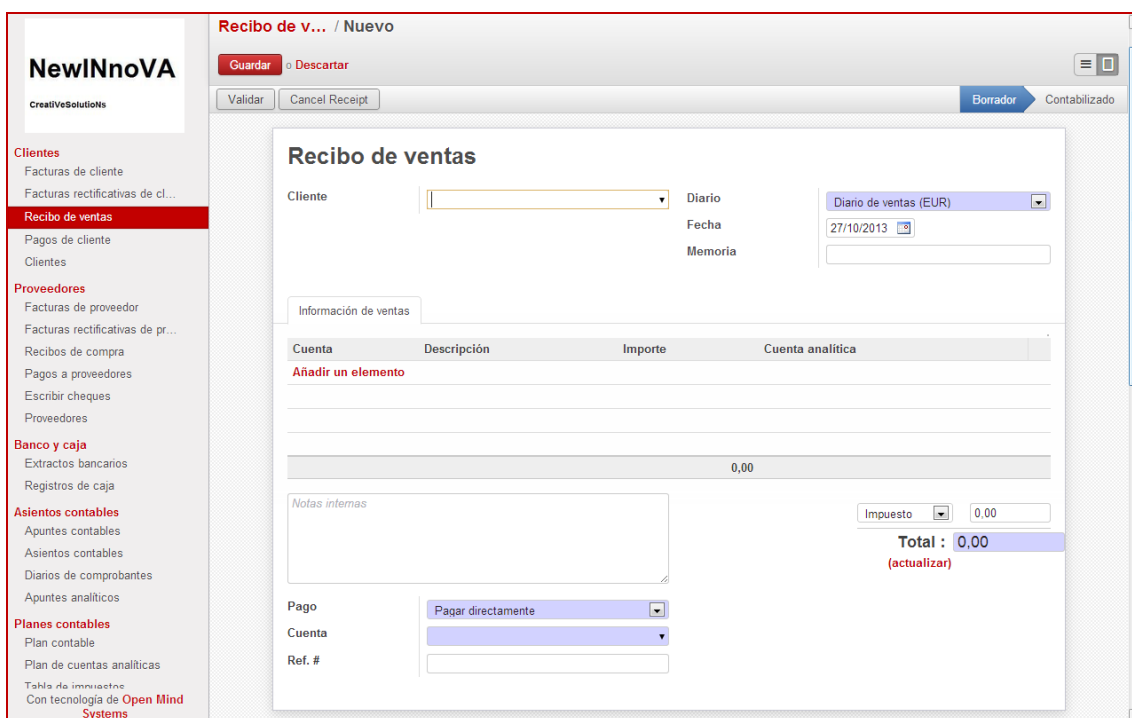 NewINnoVA
CreatiVeSolutioNs
Clientes
Facturas de cliente
Facturas rectificativas de cl...
Recibo de ventas
Pagos de cliente
Clientes
Proveedores
Facturas de proveedor
Facturas rectificativas de pr...
Recibos de compra
Pagos a proveedores
Escribir cheques
Proveedores
Banco y caja
Extractos bancarios
Registros de caja
Asientos contables
Apuntes contables
Asientos contables
Diarios de comprobantes
Apuntes analíticos
Planes contables
Plan contable
Plan de cuentas analíticas
Tabla de impuestos
Con tecnología de Open Mind
Systems
Recibo de v... / Nuevo
Guardar o Descartar
Validar Cancel Receipt Borrador Contabilizado
Recibo de ventas
Cliente
Diario Diario de ventas (EUR)
Fecha 27/10/2013
Memoria
Información de ventas
Cuenta Descripción Importe Cuenta analítica
Añadir un elemento
0,00
Notas internas
Impuesto 0,00
Total : 0,00
(actualizar)
Pago Pagar directamente
Cuenta
Ref. #